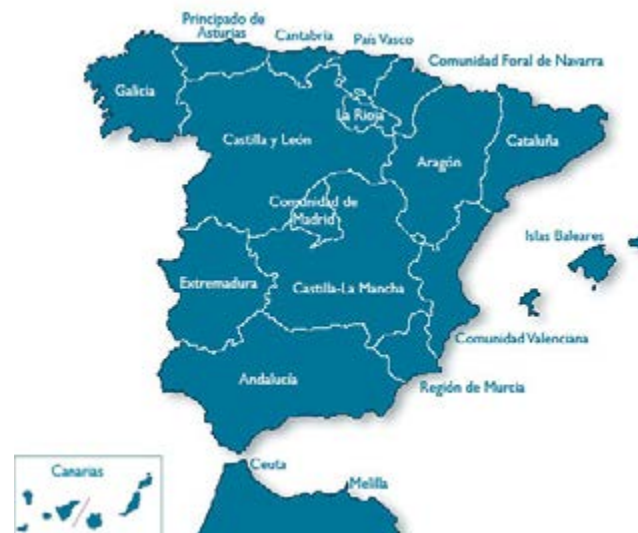 Principado de
Asturias
Cantabria
País Vasco
Comunidad Foral de Navarra
Galicia
La Rioja
Castilla y León
Aragón
Cataluña
Comunidad de
Madrid
Islas Baleares
Extremadura
Castilla-La Mancha
Comunidad Valenciana
Andalucía
Región de Murcia
Ceuta
Canarias
Melilla